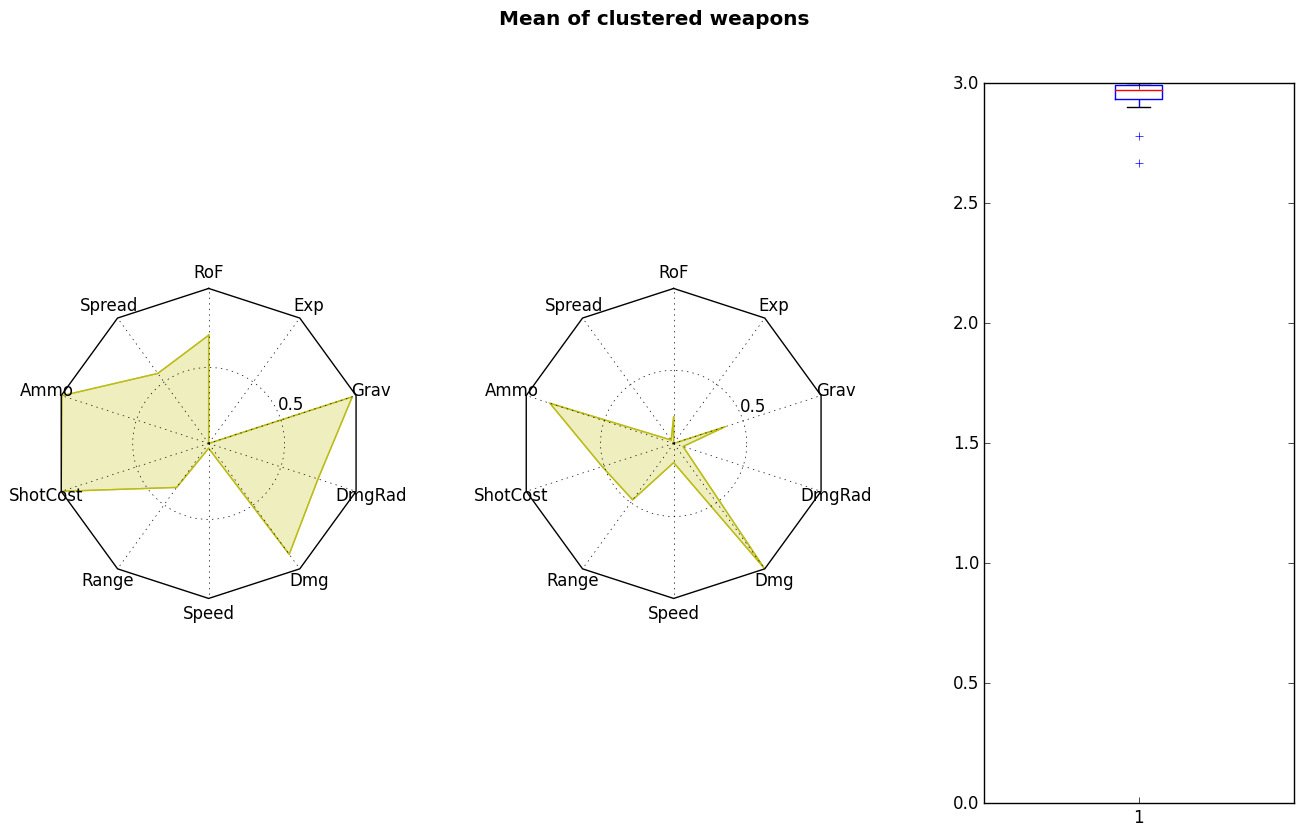 Mean of clustered weapons
RoF
Exp
Spread
Grav
Ammo
0.5
DmgRad
ShotCost
Dmg
Range
Speed
RoF
Exp
Spread
Grav
Ammo
0.5
DmgRad
ShotCost
Dmg
Range
Speed
3.0
2.5
2.0
1.5
1.0
0.5
0.0
1